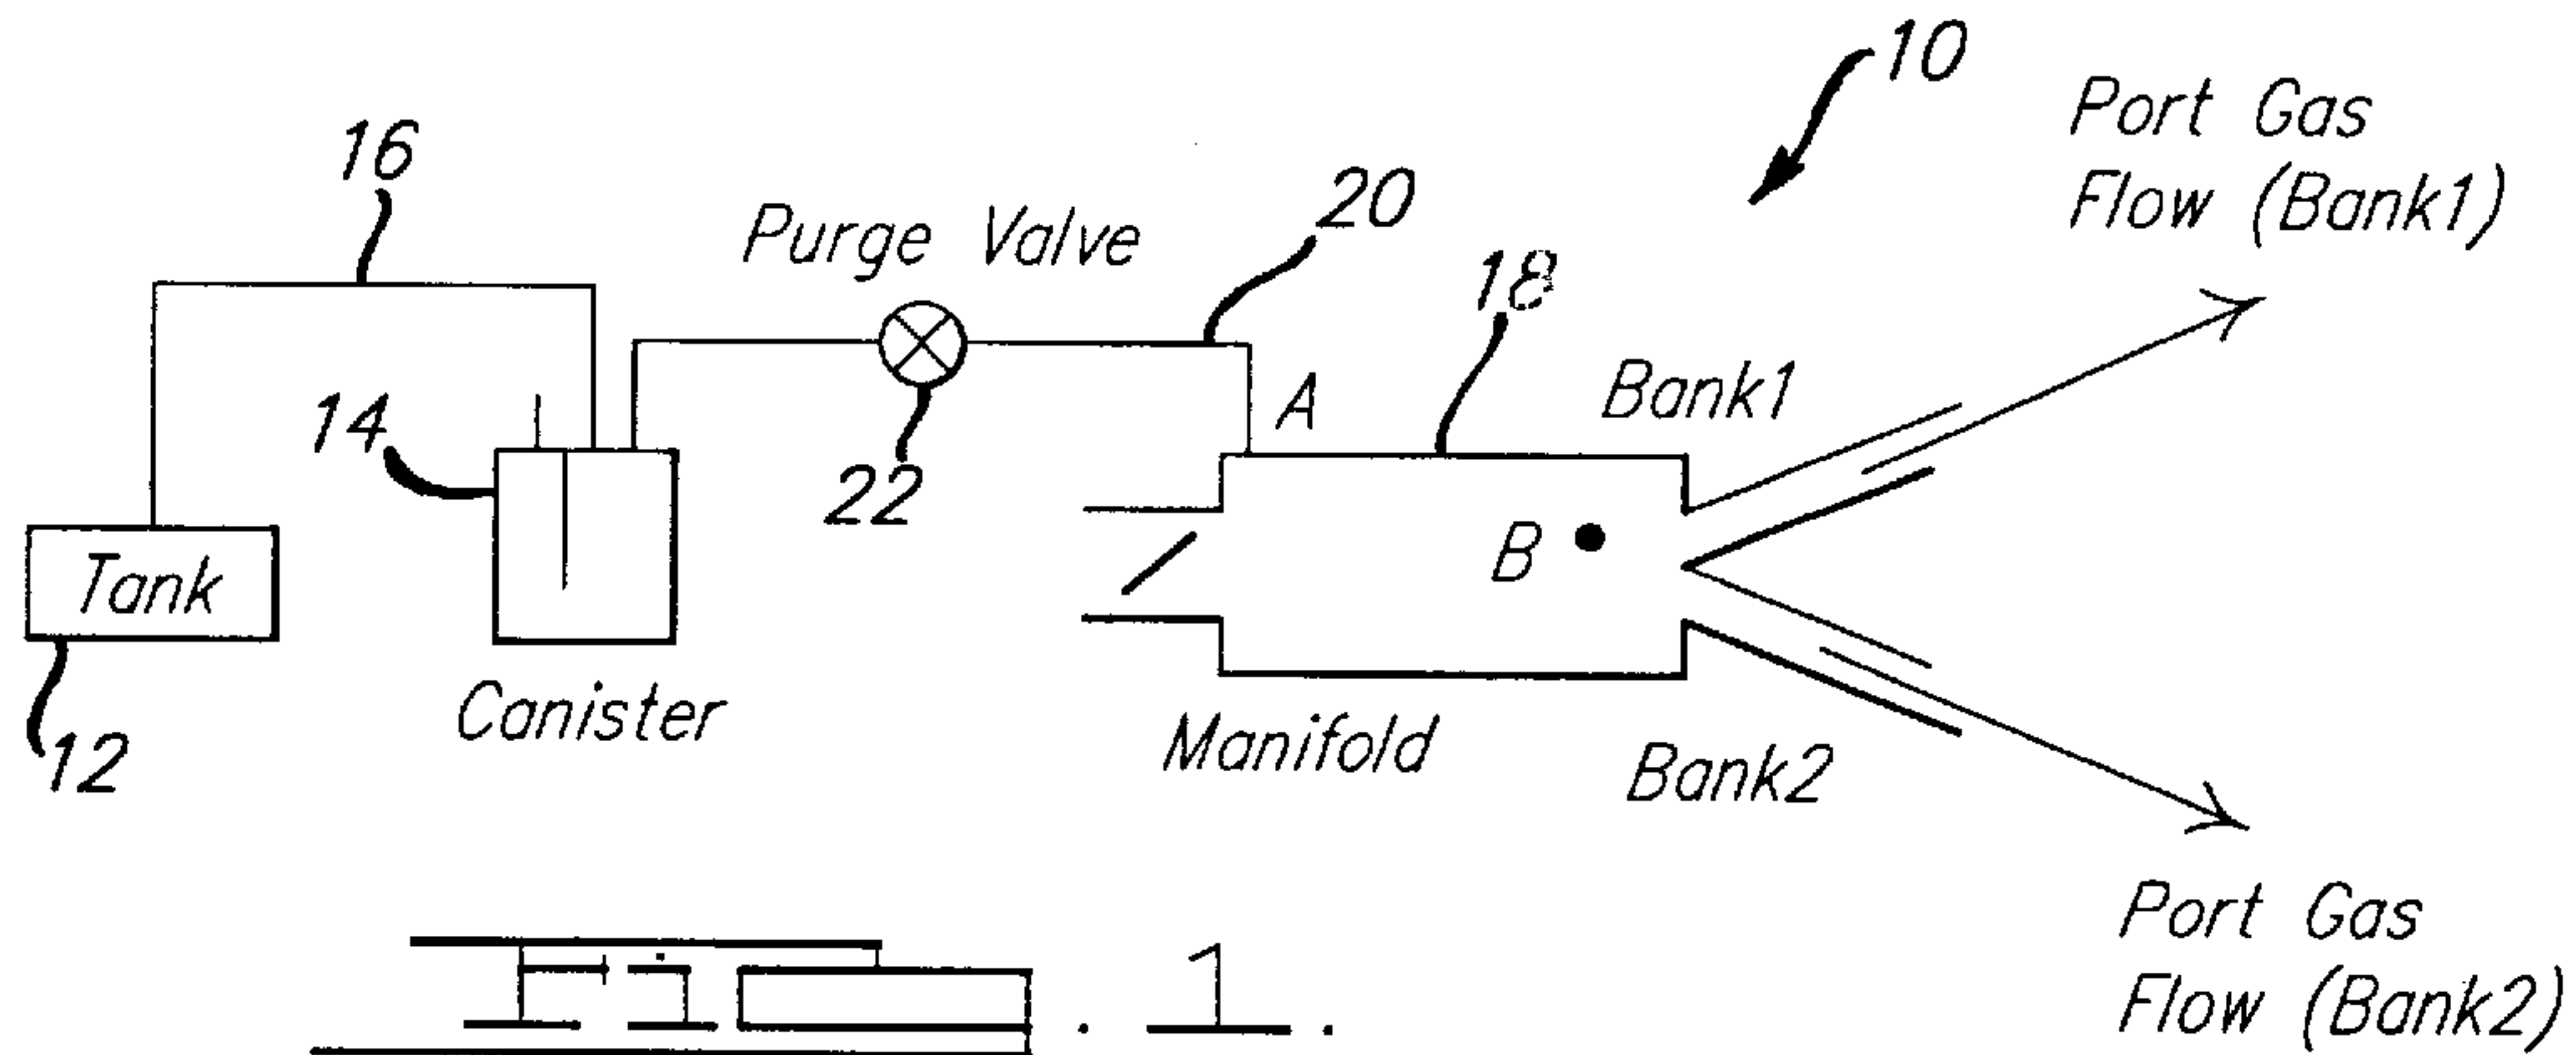 10
Port Gas
Flow (Bank1)
16
20
Purge Valve
18
A
Bank1
14
22
B
Tank
Canister
12
Manifold
Bank2
Port Gas
Flow (Bank2)
Fig. 1.